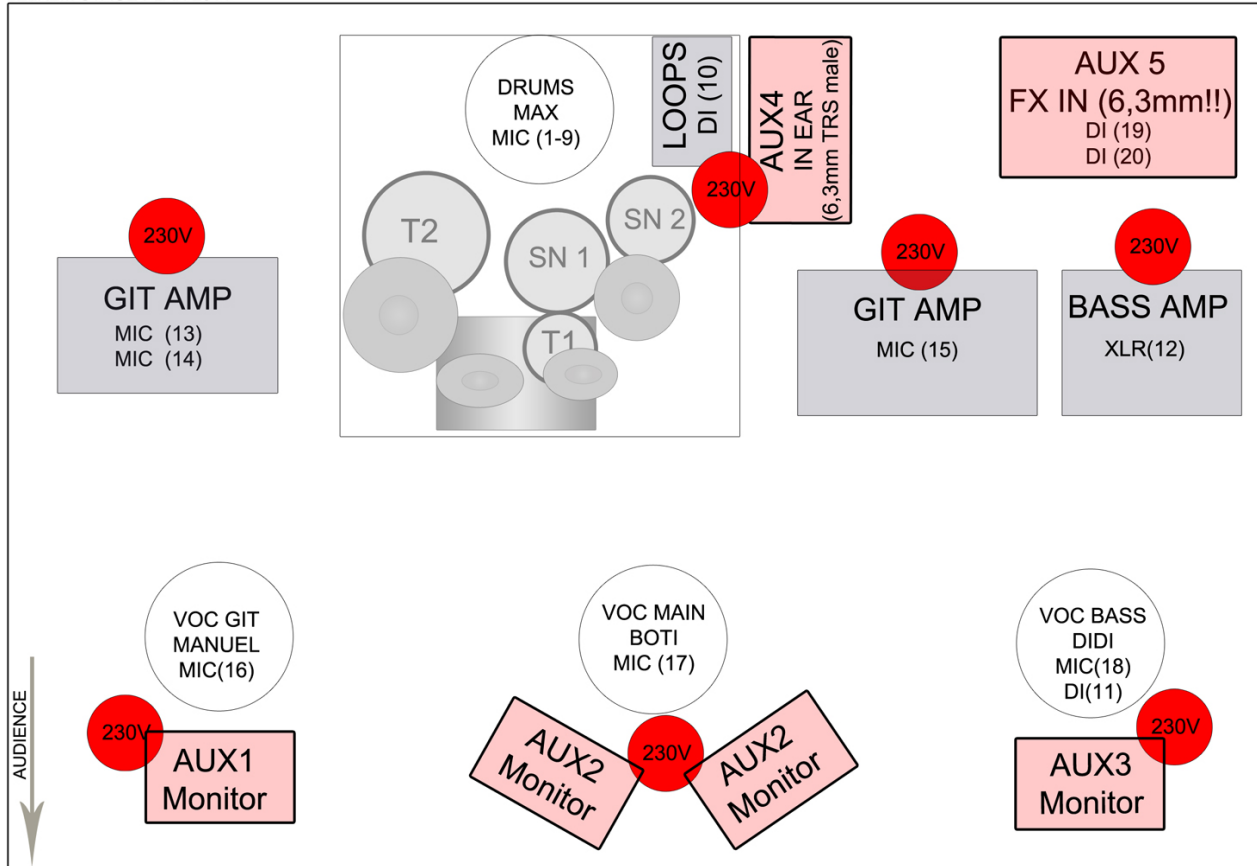 DRUMS
MAX
MIC (1-9)
LOOPS
DI (10)
230V
AUX4
IN EAR
(6,3mm TRS male)
AUX 5
FX IN (6,3mm!!)
DI (19)
DI (20)
T2
SN 1
SN 2
T1
230V
GIT AMP
MIC (13)
MIC (14)
230V
GIT AMP
MIC (15)
230V
BASS AMP
XLR(12)
VOC GIT
MANUEL
MIC(16)
230V
AUX1
Monitor
VOC MAIN
BOTI
MIC (17)
AUX2
Monitor
230V
AUX2
Monitor
VOC BASS
DIDI
MIC(18)
DI(11)
230V
AUX3
Monitor
AUDIENCE